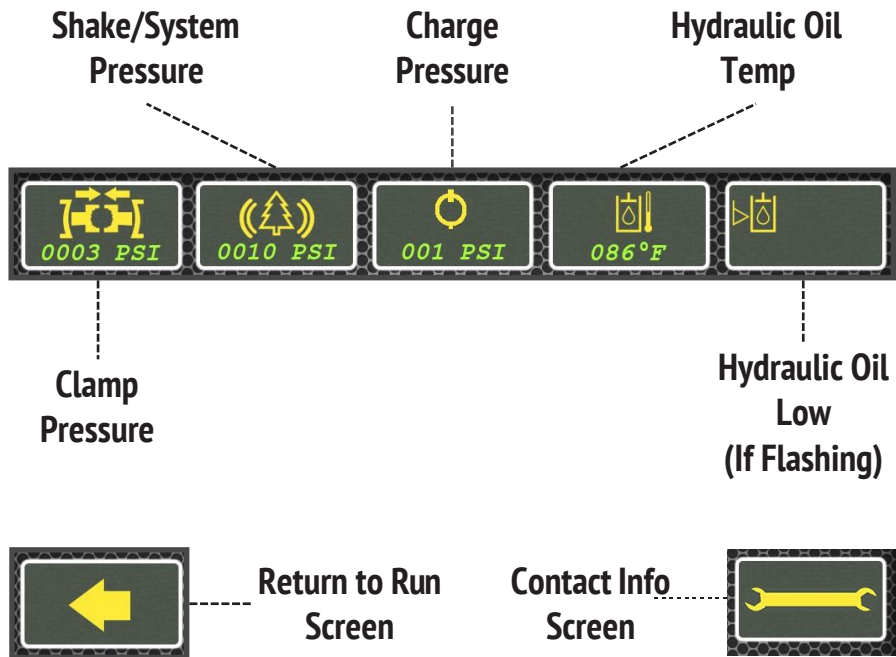 Shake/System
Pressure
Charge
Pressure
Hydraulic Oil
Temp
0003 PSI
0010 PSI
001 PSI
086°F
Clamp
Pressure
Hydraulic Oil
Low
(If Flashing)
Return to Run
Screen
Contact Info
Screen